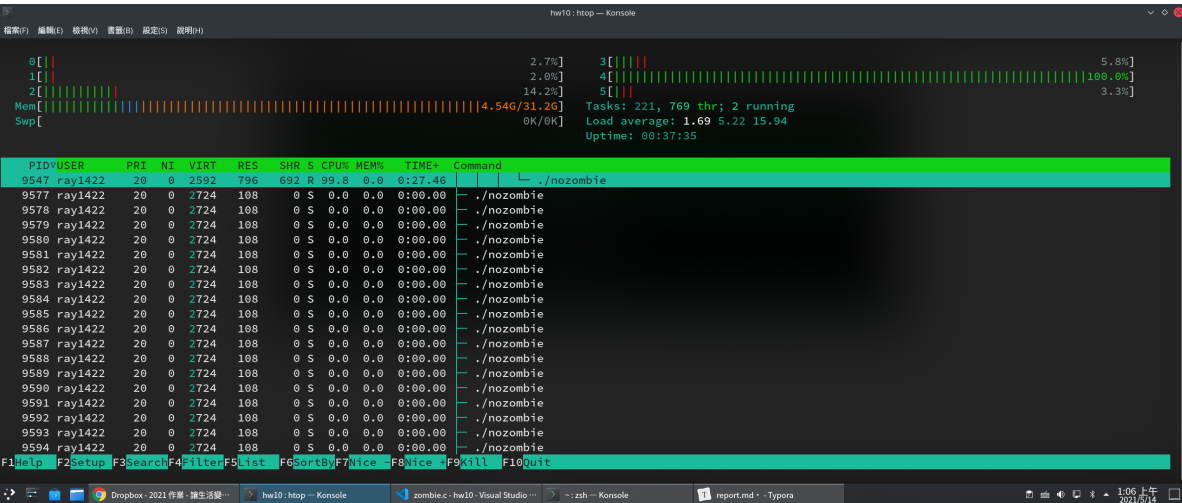 hw10 : htop — Konsole
檔案(F) 編輯(E) 檢視(V) 書籤(B) 設定(S) 說明(H)
0[|| 2.7%] 3[||||| 5.8%]
1[|| 2.0%] 4[||||||||||||||||||||||||||||||||||||||||||||||||||||||100.0%]
2[||||||||||| 14.2%] 5[||| 3.3%]
Mem[||||||||||||||||||||||||||||||||||||||||||||||||||4.54G/31.2G] Tasks: 221, 769 thr; 2 running
Swp[ 0K/0K] Load average: 1.69 5.22 15.94
Uptime: 00:37:35
PID▽USER PRI NI VIRT RES SHR S CPU% MEM% TIME+ Command
9547 ray1422 20 0 2592 796 692 R 99.8 0.0 0:27.46 │ │ │ └─ ./nozombie
9577 ray1422 20 0 2724 108 0 S 0.0 0.0 0:00.00 ├─ ./nozombie
9578 ray1422 20 0 2724 108 0 S 0.0 0.0 0:00.00 ├─ ./nozombie
9579 ray1422 20 0 2724 108 0 S 0.0 0.0 0:00.00 ├─ ./nozombie
9580 ray1422 20 0 2724 108 0 S 0.0 0.0 0:00.00 ├─ ./nozombie
9581 ray1422 20 0 2724 108 0 S 0.0 0.0 0:00.00 ├─ ./nozombie
9582 ray1422 20 0 2724 108 0 S 0.0 0.0 0:00.00 ├─ ./nozombie
9583 ray1422 20 0 2724 108 0 S 0.0 0.0 0:00.00 ├─ ./nozombie
9584 ray1422 20 0 2724 108 0 S 0.0 0.0 0:00.00 ├─ ./nozombie
9585 ray1422 20 0 2724 108 0 S 0.0 0.0 0:00.00 ├─ ./nozombie
9586 ray1422 20 0 2724 108 0 S 0.0 0.0 0:00.00 ├─ ./nozombie
9587 ray1422 20 0 2724 108 0 S 0.0 0.0 0:00.00 ├─ ./nozombie
9588 ray1422 20 0 2724 108 0 S 0.0 0.0 0:00.00 ├─ ./nozombie
9589 ray1422 20 0 2724 108 0 S 0.0 0.0 0:00.00 ├─ ./nozombie
9590 ray1422 20 0 2724 108 0 S 0.0 0.0 0:00.00 ├─ ./nozombie
9591 ray1422 20 0 2724 108 0 S 0.0 0.0 0:00.00 ├─ ./nozombie
9592 ray1422 20 0 2724 108 0 S 0.0 0.0 0:00.00 ├─ ./nozombie
9593 ray1422 20 0 2724 108 0 S 0.0 0.0 0:00.00 ├─ ./nozombie
9594 ray1422 20 0 2724 108 0 S 0.0 0.0 0:00.00 ├─ ./nozombie
F1Help F2Setup F3SearchF4FilterF5List F6SortByF7Nice -F8Nice +F9Kill F10Quit
Dropbox - 2021 作業 - 讓生活變… hw10 : htop — Konsole zombie.c - hw10 - Visual Studio … ~ : zsh — Konsole report.md • - Typora 1:06 上午
2021/5/14